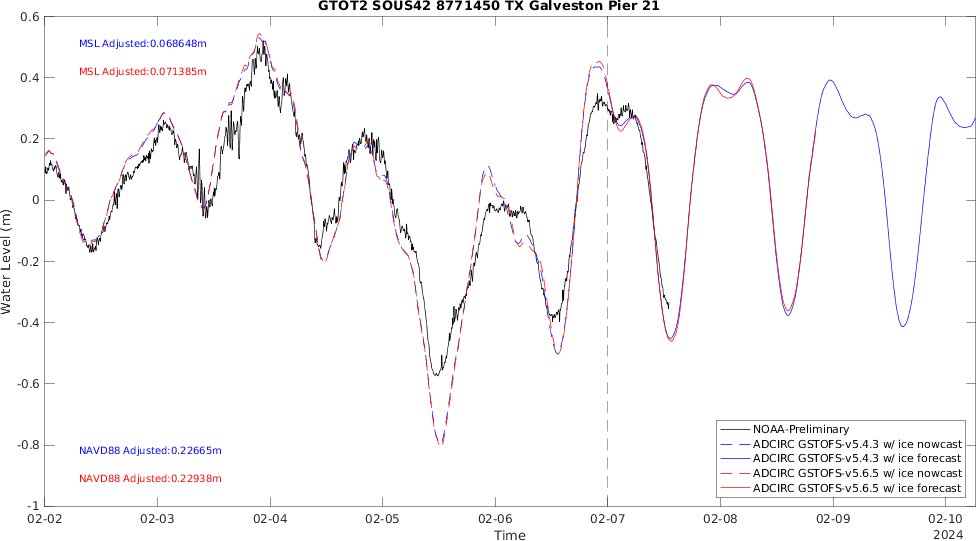 GTOT2 SOUS42 8771450 TX Galveston Pier 21
0.6
0.4
0.2
0
-0.2
-0.4
-0.6
-0.8
-1
Water Level (m)
MSL Adjusted:0.068648m
MSL Adjusted:0.071385m
NAVD88 Adjusted:0.22665m
NAVD88 Adjusted:0.22938m
NOAA-Preliminary
ADCIRC GSTOFS-v5.4.3 w/ ice nowcast
ADCIRC GSTOFS-v5.4.3 w/ ice forecast
ADCIRC GSTOFS-v5.6.5 w/ ice nowcast
ADCIRC GSTOFS-v5.6.5 w/ ice forecast
02-02 02-03 02-04 02-05 02-06 02-07 02-08 02-09 02-10
Time 2024